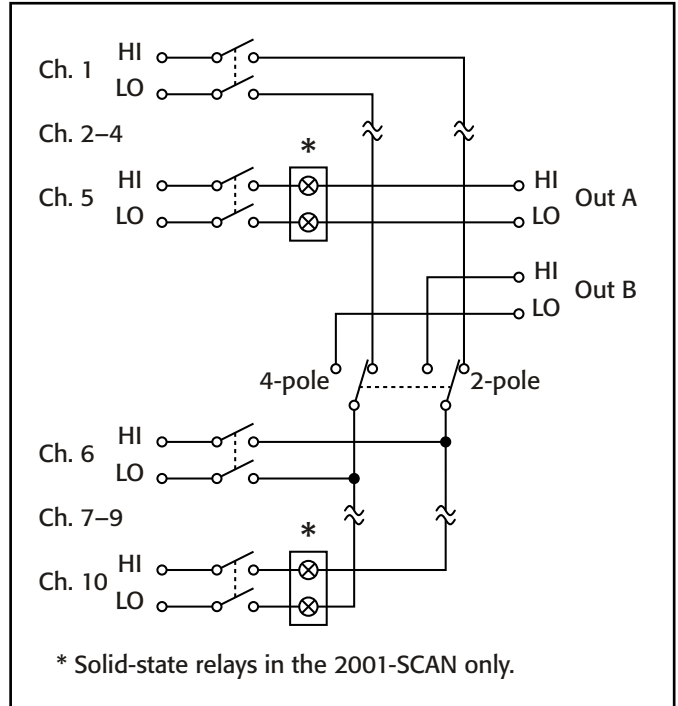 Ch. 1 HI
LO
Ch. 2–4
*
Ch. 5 HI HI Out A
LO LO
HI Out B
LO
4-pole 2-pole
Ch. 6 HI
LO
Ch. 7–9
*
Ch. 10 HI
LO
* Solid-state relays in the 2001-SCAN only.